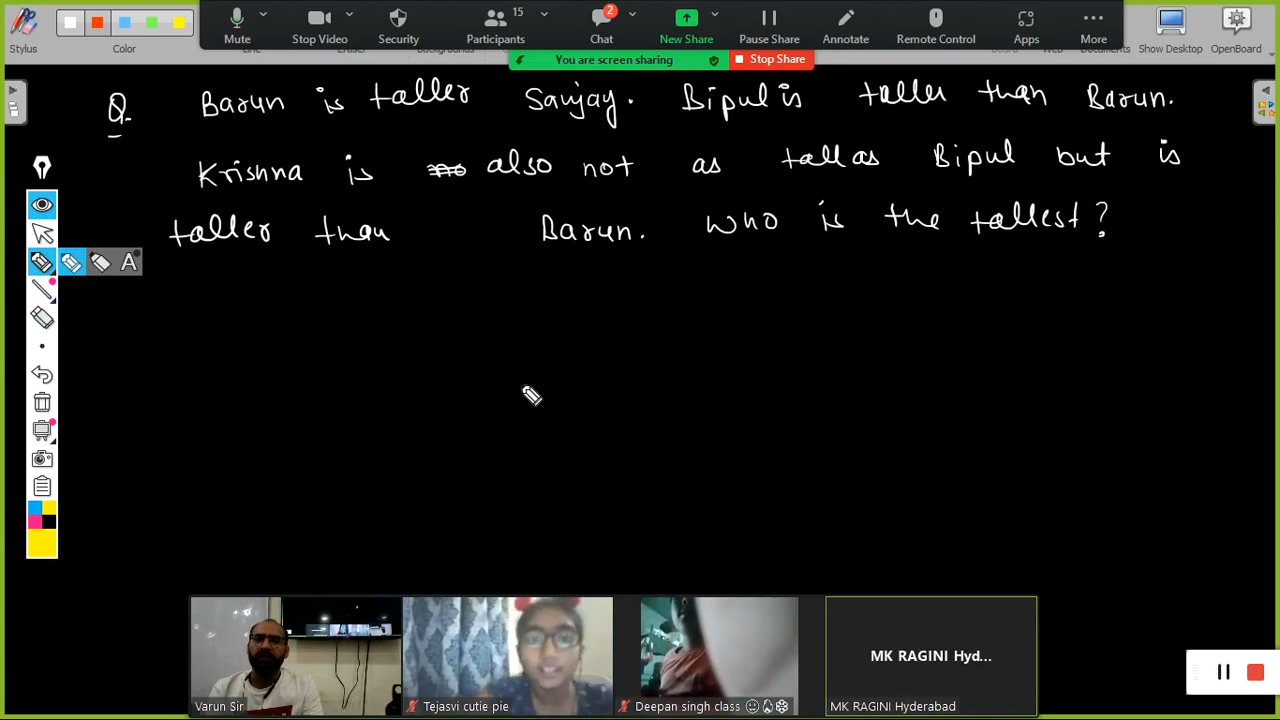 15
2
Mute
Stop Video
Security
Participants
Chat
New Share
Pause Share
Annotate
Remote Control
Apps
More
Stylus
Color
Show Desktop
OpenBoard
You are screen sharing
Stop Share
Q. Barun is taller Sanjay. Bipul is taller than Barun.
Krishna is also not as tall as Bipul but is
taller than Barun. Who is the tallest?
A
MK RAGINI Hyd...
Varun Sir
Tejasvi cutie pie
Deepan singh class
MK RAGINI Hyderabad